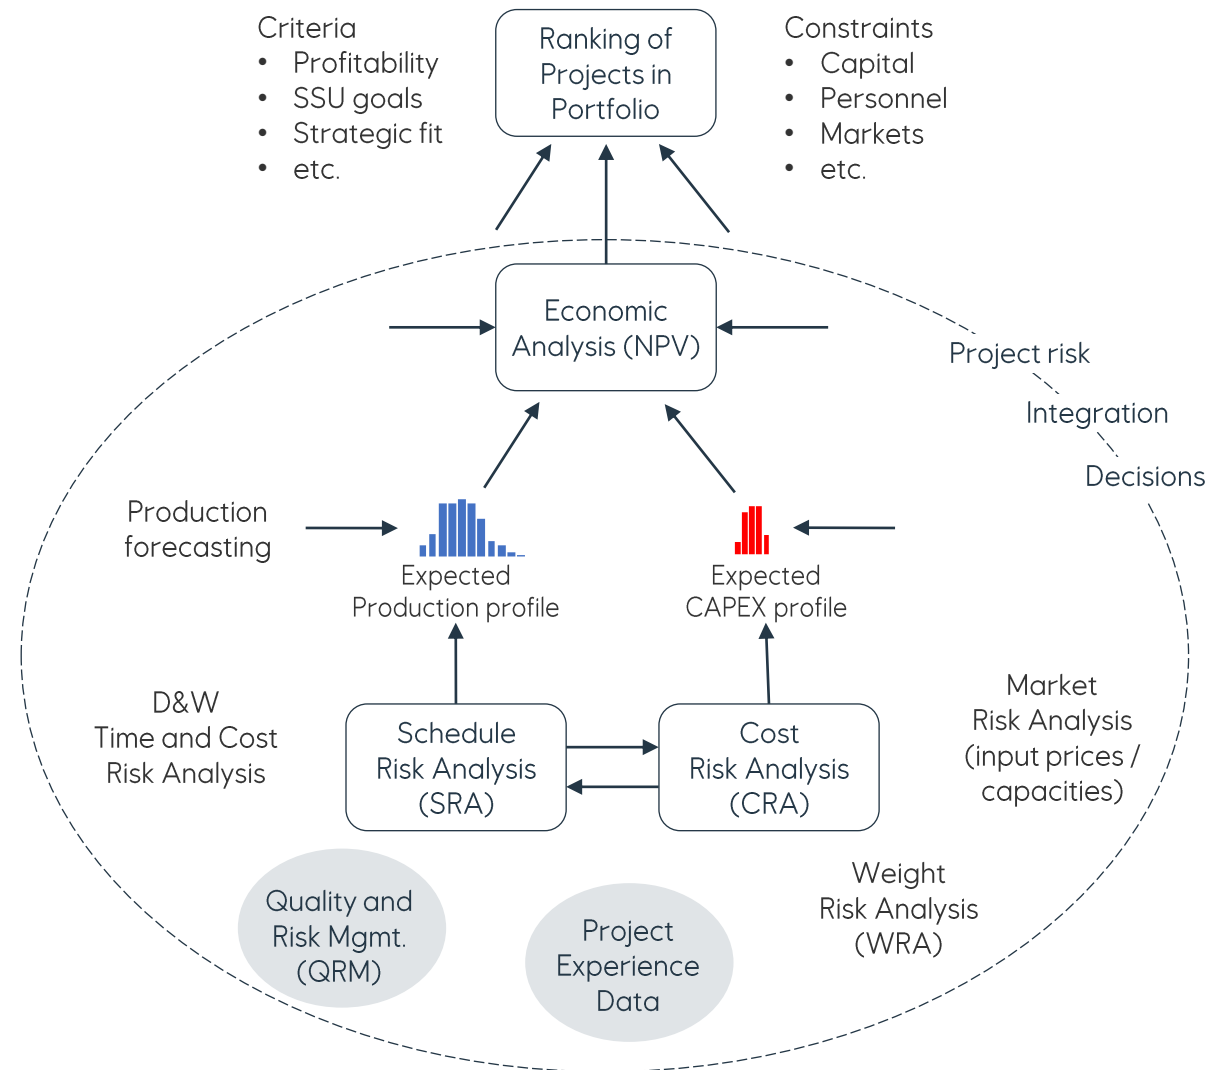 Criteria
• Profitability
• SSU goals
• Strategic fit
• etc.
Ranking of
Projects in
Portfolio
Constraints
• Capital
• Personnel
• Markets
• etc.
Economic
Analysis (NPV)
Project risk
Integration
Decisions
Production
forecasting
Expected
Production profile
Expected
CAPEX profile
D&W
Time and Cost
Risk Analysis
Schedule
Risk Analysis
(SRA)
Cost
Risk Analysis
(CRA)
Market
Risk Analysis
(input prices /
capacities)
Quality and
Risk Mgmt.
(QRM)
Project
Experience
Data
Weight
Risk Analysis
(WRA)